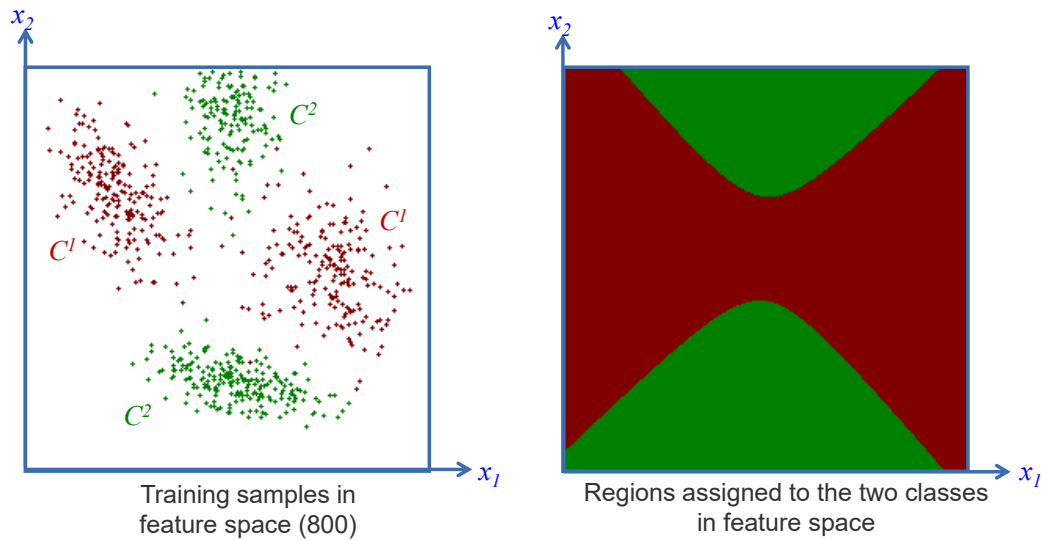 x₂
C²
C¹
C¹
C²
x₁
Training samples in
feature space (800)
x₂
x₁
Regions assigned to the two classes
in feature space